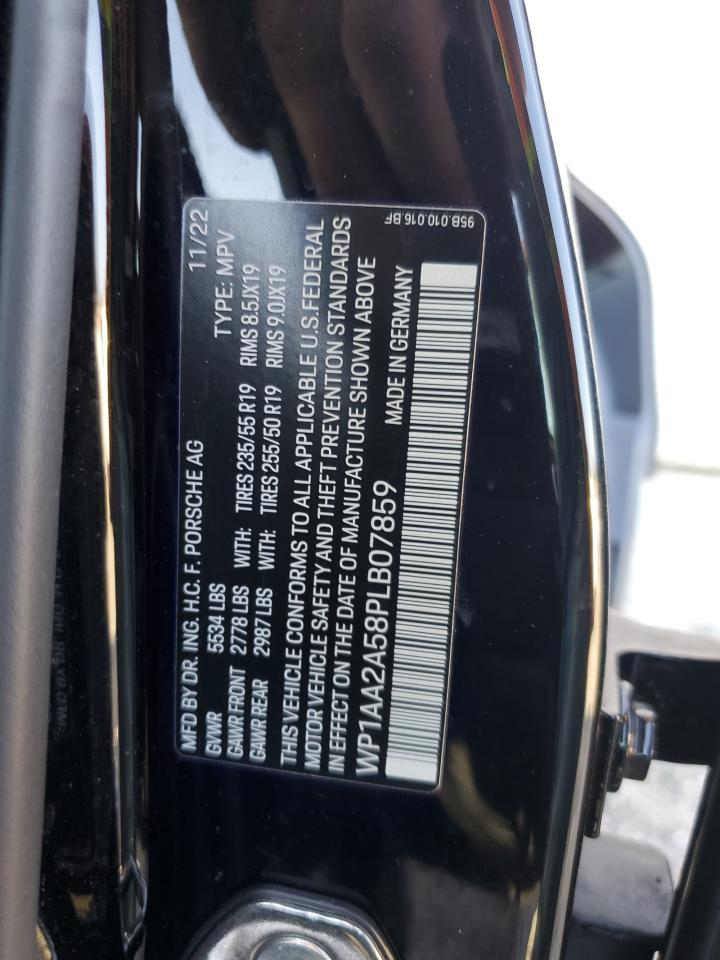 MFD BY DR. ING. H.C. F. PORSCHE AG 11/22
GVWR 5534 LBS TYPE: MPV
GAWR FRONT 2778 LBS WITH: TIRES 235/55 R19 RIMS 8.5JX19
GAWR REAR 2987 LBS WITH: TIRES 255/50 R19 RIMS 9.0JX19
THIS VEHICLE CONFORMS TO ALL APPLICABLE U.S.FEDERAL
MOTOR VEHICLE SAFETY AND THEFT PREVENTION STANDARDS
IN EFFECT ON THE DATE OF MANUFACTURE SHOWN ABOVE
WP1AA2A58PLB07859 MADE IN GERMANY
95B.010.016.BF